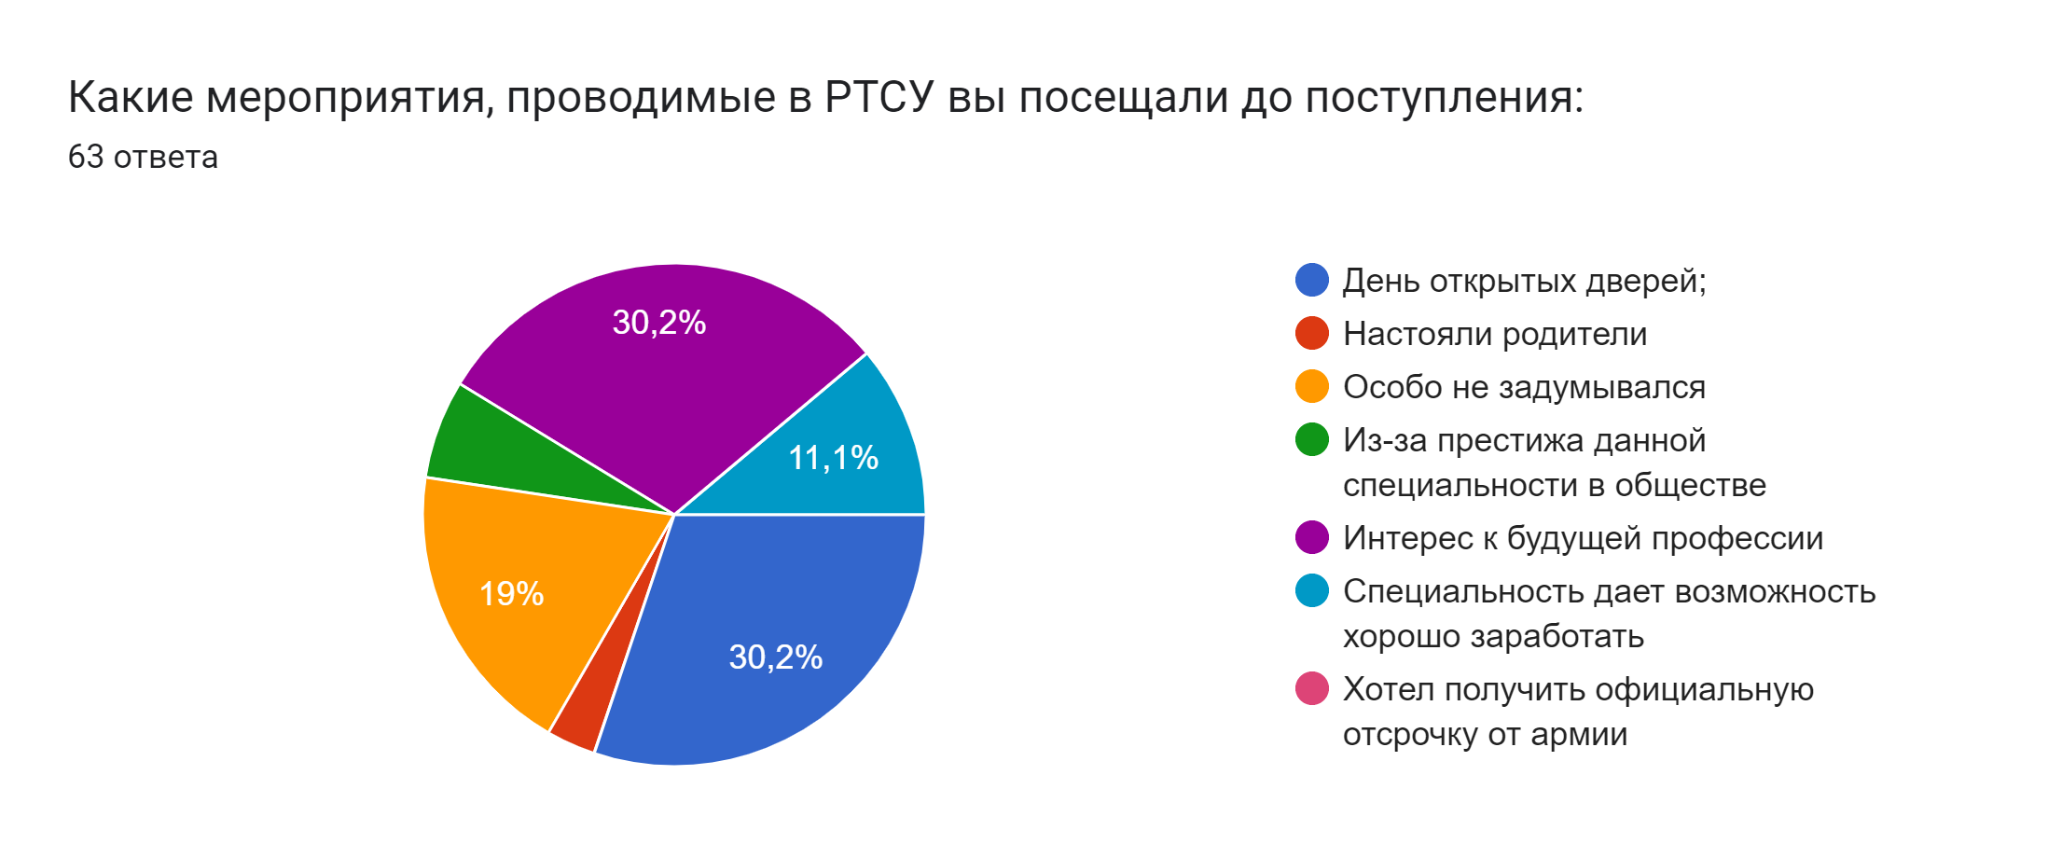 Какие мероприятия, проводимые в РТСУ вы посещали до поступления:
63 ответа
30,2%
11,1%
19%
30,2%
День открытых дверей;
Настояли родители
Особо не задумывался
Из-за престижа данной
специальности в обществе
Интерес к будущей профессии
Специальность дает возможность
хорошо заработать
Хотел получить официальную
отсрочку от армии